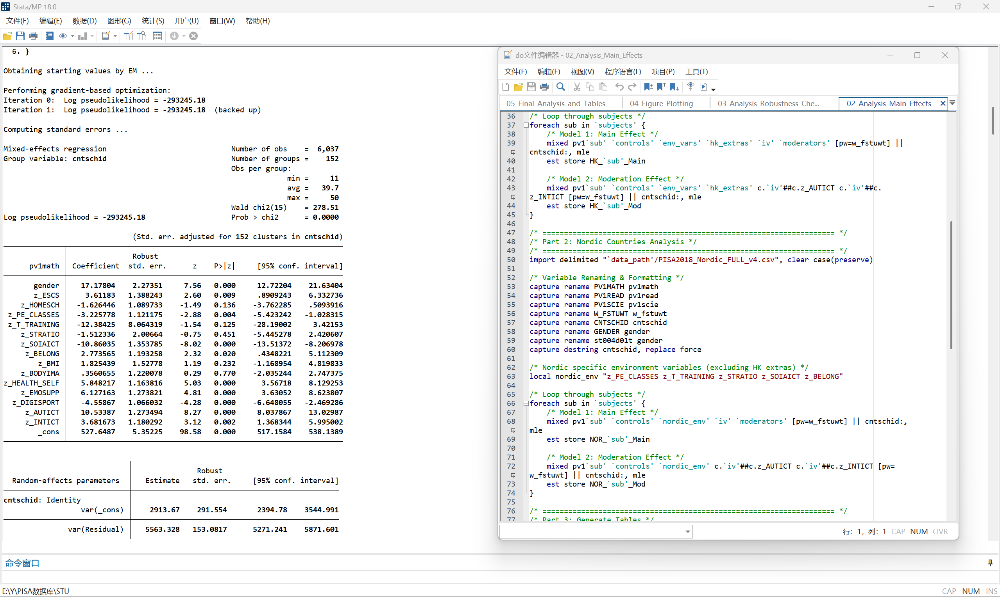 Stata/MP 18.0
文件(F) 编辑(E) 数据(D) 图形(G) 统计(S) 用户(U) 窗口(W) 帮助(H)
6. }
Obtaining starting values by EM ...
Performing gradient-based optimization:
Iteration 0: Log pseudolikelihood = -293245.18
Iteration 1: Log pseudolikelihood = -293245.18 (backed up)
Computing standard errors ...
Mixed-effects regression Number of obs = 6,037
Group variable: cntschid Number of groups = 152
Obs per group:
min = 11
avg = 39.7
max = 50
Wald chi2(15) = 278.51
Log pseudolikelihood = -293245.18 Prob > chi2 = 0.0000
(Std. err. adjusted for 152 clusters in cntschid)
Robust
pv1math Coefficient std. err. z P>|z| [95% conf. interval]
gender 17.17804 2.27351 7.56 0.000 12.72204 21.63404
z_ESCS 3.61183 1.388243 2.60 0.009 .8909243 6.332736
z_HOMESCH -1.626446 1.089733 -1.49 0.136 -3.762285 .5093916
z_PE_CLASSES -3.225778 1.121175 -2.88 0.004 -5.423242 -1.028315
z_T_TRAINING -12.38425 8.064319 -1.54 0.125 -28.19002 3.42153
z_STRATIO -1.512336 2.00664 -0.75 0.451 -5.445278 2.420607
z_SOIAICT -10.86035 1.353785 -8.02 0.000 -13.51372 -8.206978
z_BELONG 2.773565 1.193258 2.32 0.020 .4348221 5.112309
z_BMI 1.825439 1.52778 1.19 0.232 -1.168954 4.819833
z_BODYIMA .3560655 1.220078 0.29 0.770 -2.035244 2.747375
z_HEALTH_SELF 5.848217 1.163816 5.03 0.000 3.56718 8.129253
z_EMOSUPP 6.127163 1.273821 4.81 0.000 3.63052 8.623807
z_DIGISPORT -4.55867 1.066032 -4.28 0.000 -6.648055 -2.469286
z_AUTICT 10.53387 1.273494 8.27 0.000 8.037867 13.02987
z_INTICT 3.681673 1.180292 3.12 0.002 1.368344 5.995002
_cons 527.6487 5.35225 98.58 0.000 517.1584 538.1389
Robust
Random-effects parameters Estimate std. err. [95% conf. interval]
cntschid: Identity
var(_cons) 2913.67 291.554 2394.78 3544.991
var(Residual) 5563.328 153.0817 5271.241 5871.601
do文件编辑器 - 02_Analysis_Main_Effects
文件(F) 编辑(E) 视图(V) 程序语言(L) 项目(P) 工具(T)
05_Final_Analysis_and_Tables 04_Figure_Plotting 03_Analysis_Robustness_Che... 02_Analysis_Main_Effects
36 /* Loop through subjects */
37 foreach sub in `subjects' {
38 /* Model 1: Main Effect */
39 mixed pv1`sub' `controls' `env_vars' `hk_extras' `iv' `moderators' [pw=w_fstuwt] ||
cntschid:, mle
40 est store HK_`sub'_Main
41
42 /* Model 2: Moderation Effect */
43 mixed pv1`sub' `controls' `env_vars' `hk_extras' c.`iv'##c.z_AUTICT c.`iv'##c.
z_INTICT [pw=w_fstuwt] || cntschid:, mle
44 est store HK_`sub'_Mod
45 }
46
47 /* ==================================================================== */
48 /* Part 2: Nordic Countries Analysis */
49 /* ==================================================================== */
50 import delimited "`data_path'/PISA2018_Nordic_FULL_v4.csv", clear case(preserve)
51
52 /* Variable Renaming & Formatting */
53 capture rename PV1MATH pv1math
54 capture rename PV1READ pv1read
55 capture rename PV1SCIE pv1scie
56 capture rename W_FSTUWT w_fstuwt
57 capture rename CNTSCHID cntschid
58 capture rename GENDER gender
59 capture rename st004d01t gender
60 capture destring cntschid, replace force
61
62 /* Nordic specific environment variables (excluding HK extras) */
63 local nordic_env "z_PE_CLASSES z_T_TRAINING z_STRATIO z_SOIAICT z_BELONG"
64
65 /* Loop through subjects */
66 foreach sub in `subjects' {
67 /* Model 1: Main Effect */
68 mixed pv1`sub' `controls' `nordic_env' `iv' `moderators' [pw=w_fstuwt] || cntschid:,
mle
69 est store NOR_`sub'_Main
70
71 /* Model 2: Moderation Effect */
72 mixed pv1`sub' `controls' `nordic_env' c.`iv'##c.z_AUTICT c.`iv'##c.z_INTICT [pw=
w_fstuwt] || cntschid:, mle
73 est store NOR_`sub'_Mod
74 }
75
76 /* ==================================================================== */
77 /* Part 3: Generate Tables */
行: 1, 列: 1 CAP NUM OVR
命令窗口
E:\Y\PISA数据库\STU CAP NUM INS